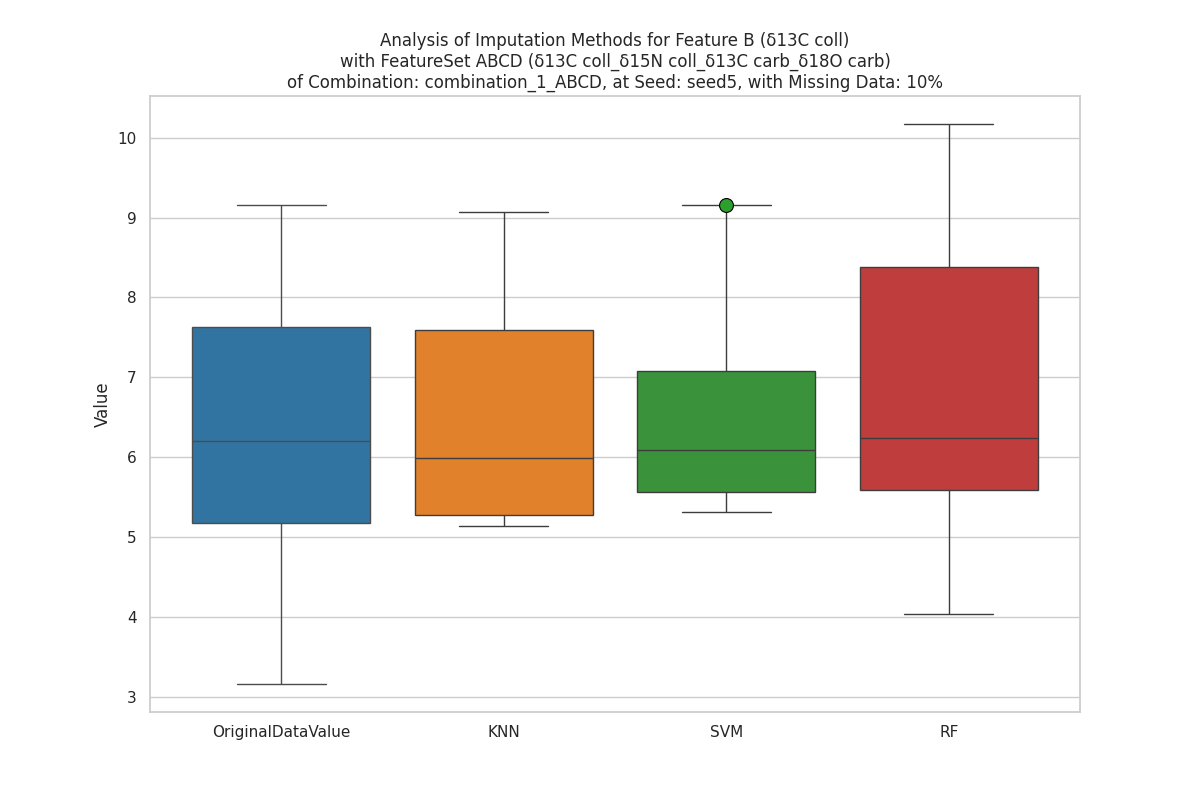 Analysis of Imputation Methods for Feature B (δ13C coll)
with FeatureSet ABCD (δ13C coll_δ15N coll_δ13C carb_δ18O carb)
of Combination: combination_1_ABCD, at Seed: seed5, with Missing Data: 10%
10
9
8
7
6
5
4
3
Value
OriginalDataValue
KNN
SVM
RF